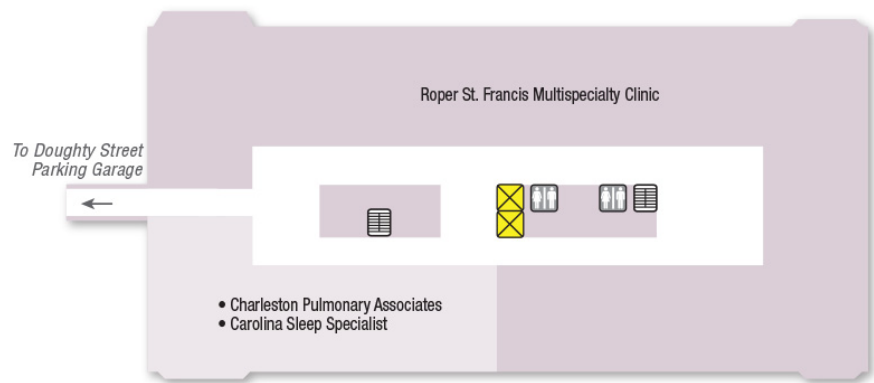 Roper St. Francis Multispecialty Clinic
To Doughty Street
Parking Garage
• Charleston Pulmonary Associates
• Carolina Sleep Specialist